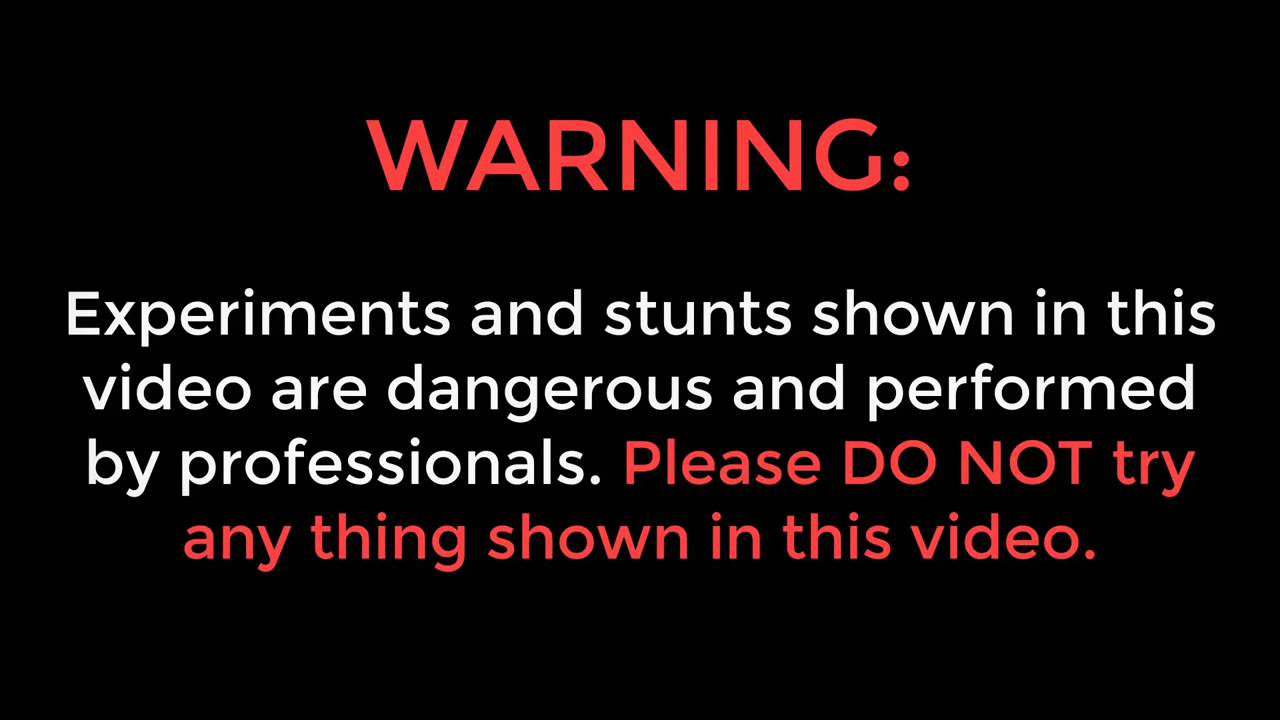 WARNING:
Experiments and stunts shown in this
video are dangerous and performed
by professionals. Please DO NOT try
any thing shown in this video.